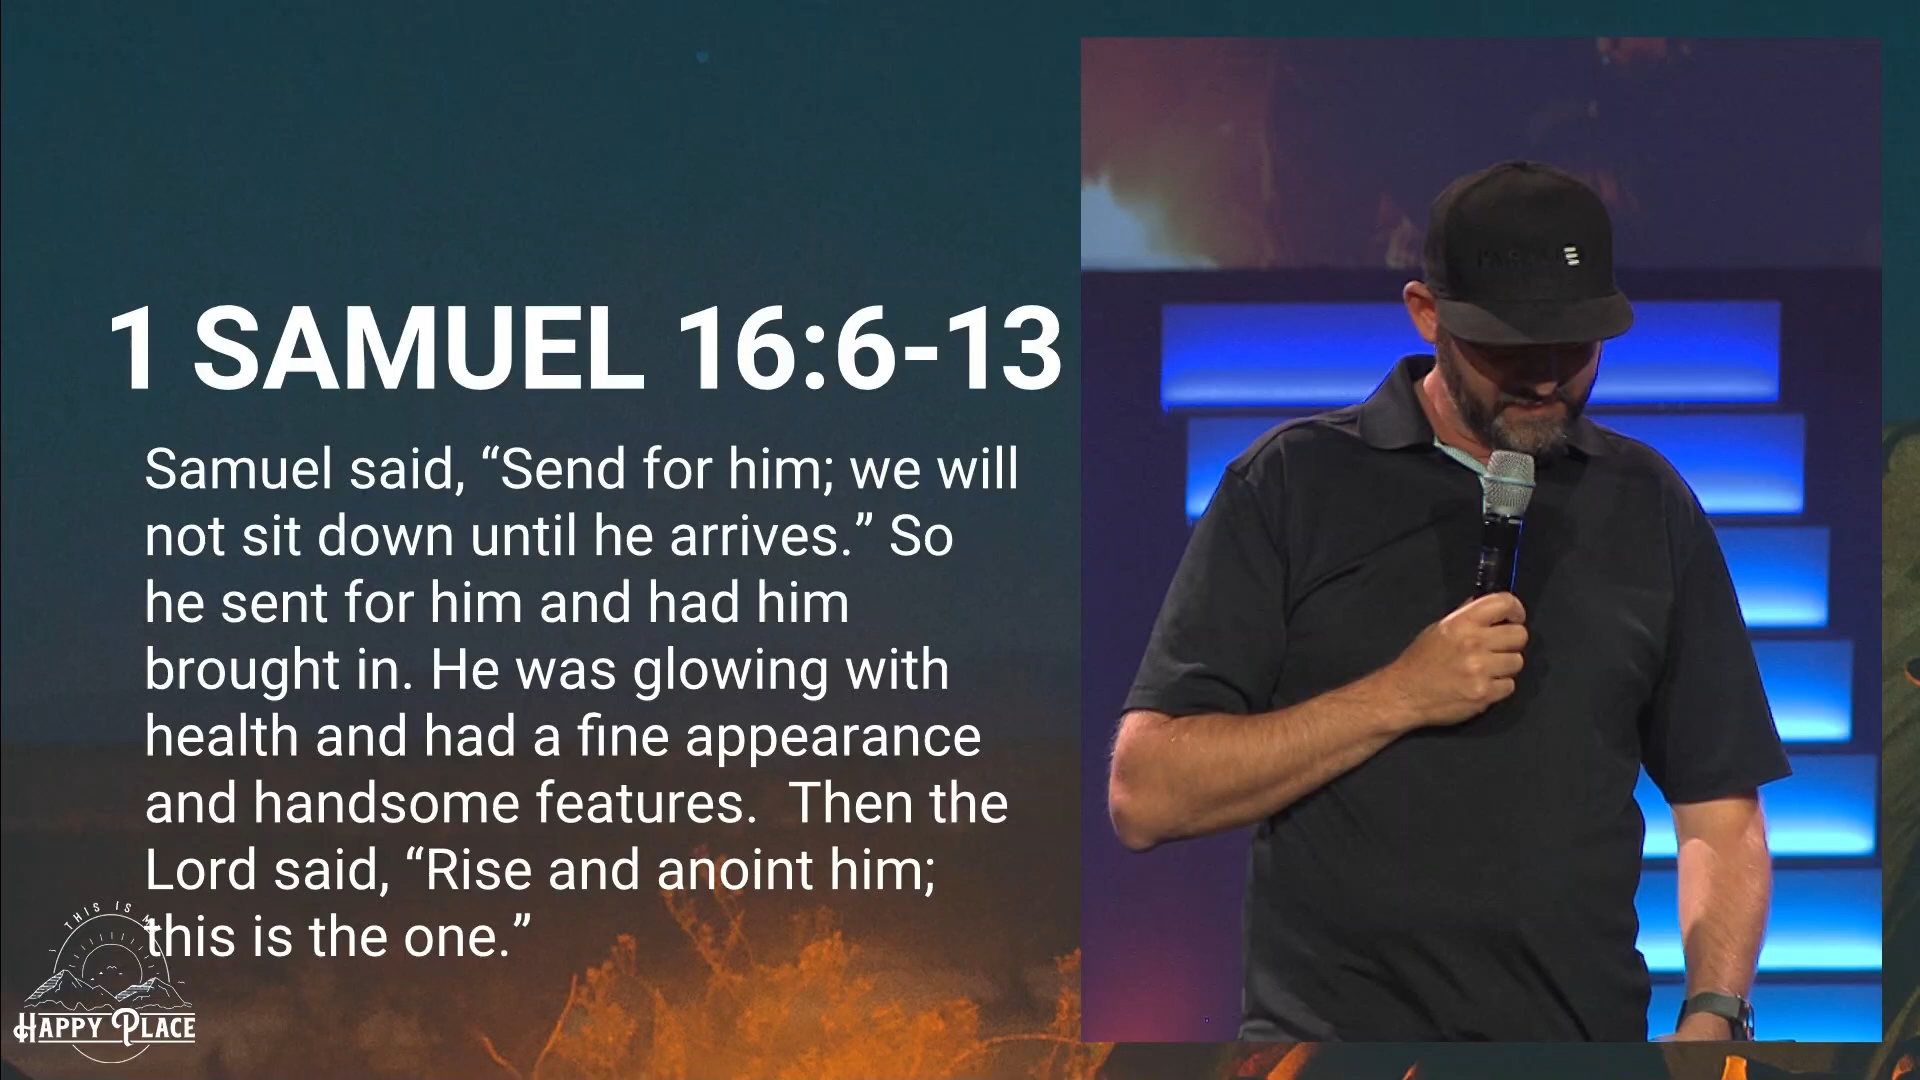 1 SAMUEL 16:6-13
Samuel said, “Send for him; we will
not sit down until he arrives.” So
he sent for him and had him
brought in. He was glowing with
health and had a fine appearance
and handsome features.  Then the
Lord said, “Rise and anoint him;
this is the one.”
THIS IS
HAPPY PLACE